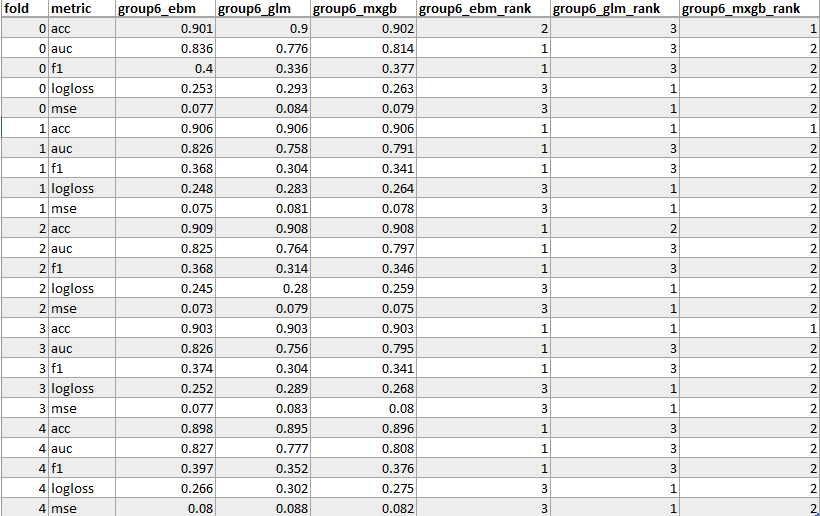 fold metric group6_ebm group6_glm group6_mxgb group6_ebm_rank group6_glm_rank group6_mxgb_rank
0 acc 0.901 0.9 0.902 2 3 1
0 auc 0.836 0.776 0.814 1 3 2
0 f1 0.4 0.336 0.377 1 3 2
0 logloss 0.253 0.293 0.263 3 1 2
0 mse 0.077 0.084 0.079 3 1 2
1 acc 0.906 0.906 0.906 1 1 1
1 auc 0.826 0.758 0.791 1 3 2
1 f1 0.368 0.304 0.341 1 3 2
1 logloss 0.248 0.283 0.264 3 1 2
1 mse 0.075 0.081 0.078 3 1 2
2 acc 0.909 0.908 0.908 1 2 2
2 auc 0.825 0.764 0.797 1 3 2
2 f1 0.368 0.314 0.346 1 3 2
2 logloss 0.245 0.28 0.259 3 1 2
2 mse 0.073 0.079 0.075 3 1 2
3 acc 0.903 0.903 0.903 1 1 1
3 auc 0.826 0.756 0.795 1 3 2
3 f1 0.374 0.304 0.341 1 3 2
3 logloss 0.252 0.289 0.268 3 1 2
3 mse 0.077 0.083 0.08 3 1 2
4 acc 0.898 0.895 0.896 1 3 2
4 auc 0.827 0.777 0.808 1 3 2
4 f1 0.397 0.352 0.376 1 3 2
4 logloss 0.266 0.302 0.275 3 1 2
4 mse 0.08 0.088 0.082 3 1 2